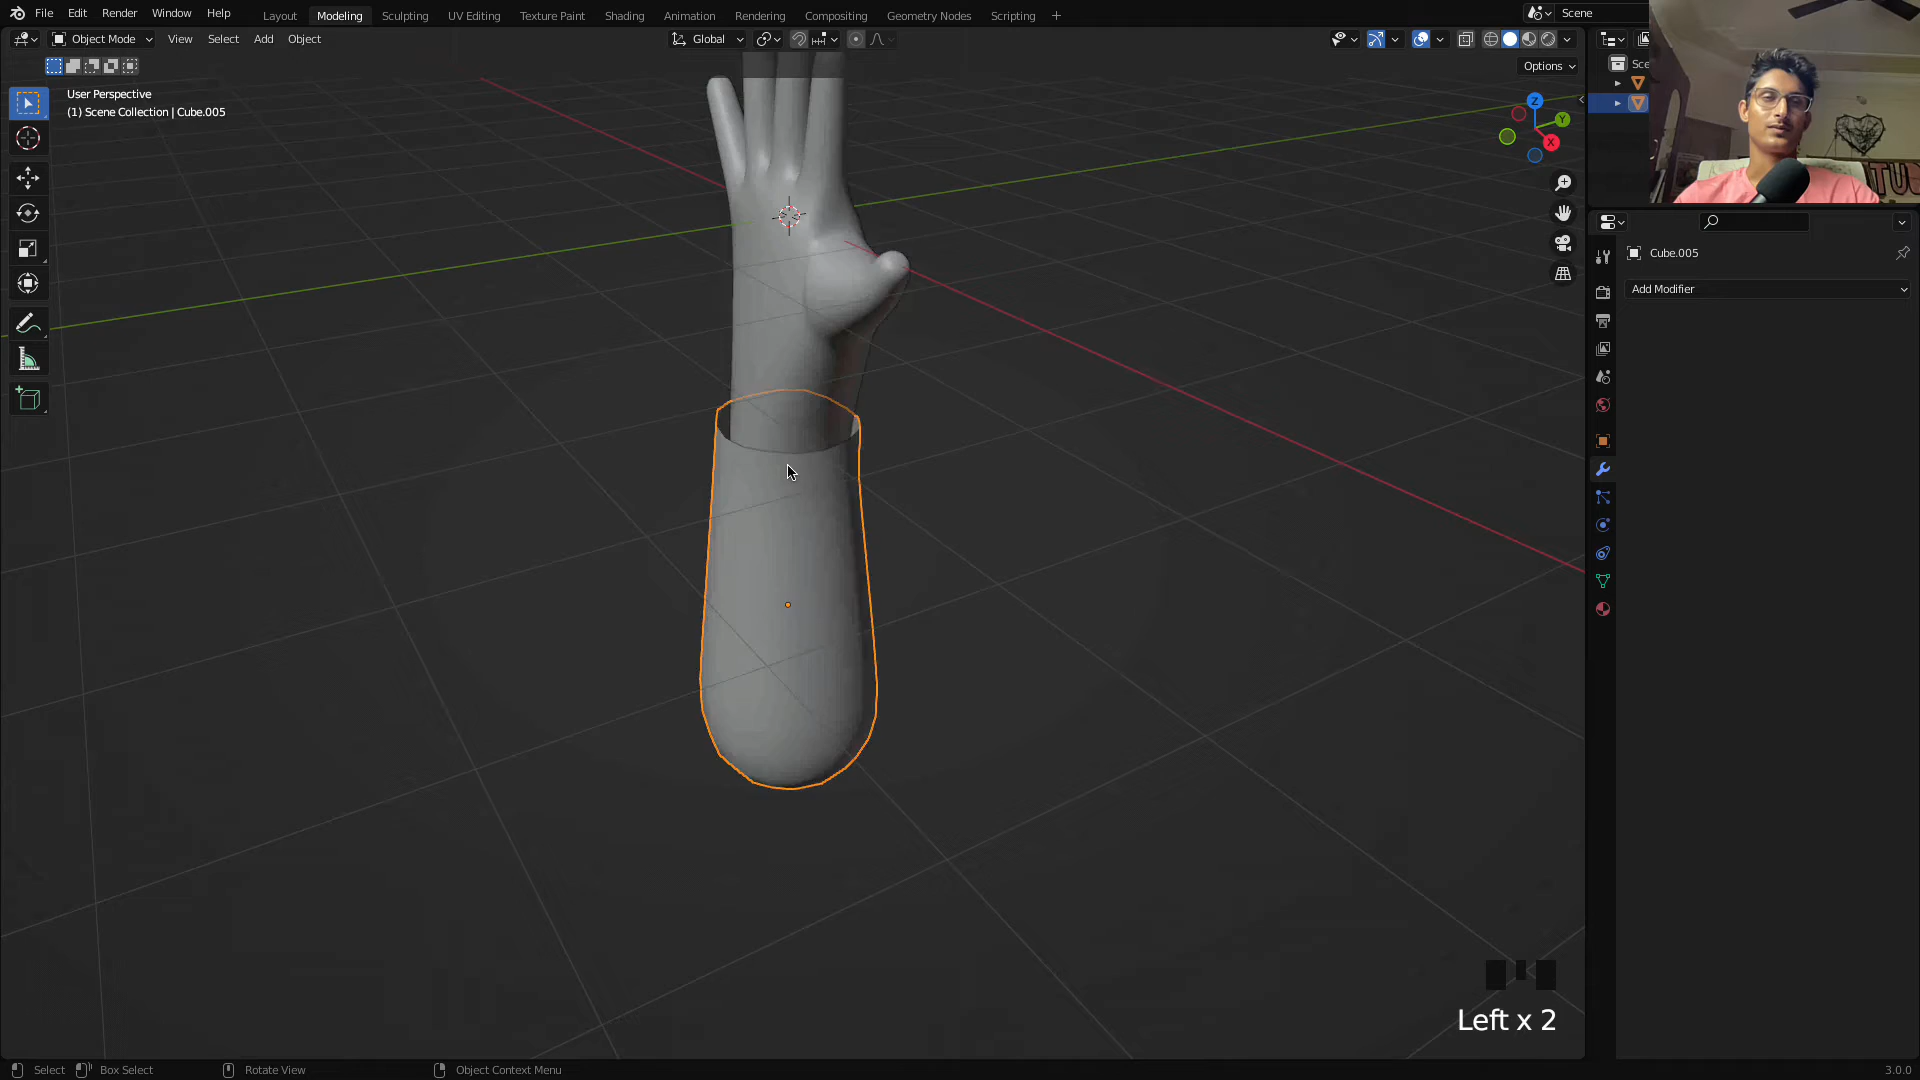 File Edit Render Window Help
Layout Modeling Sculpting UV Editing Texture Paint Shading Animation Rendering Compositing Geometry Nodes Scripting +
Scene
Object Mode View Select Add Object
Global
Options
User Perspective
(1) Scene Collection | Cube.005
Z
Y
X
Sce
Cube.005
Add Modifier
Left x 2
Select Box Select Rotate View Object Context Menu
3.0.0